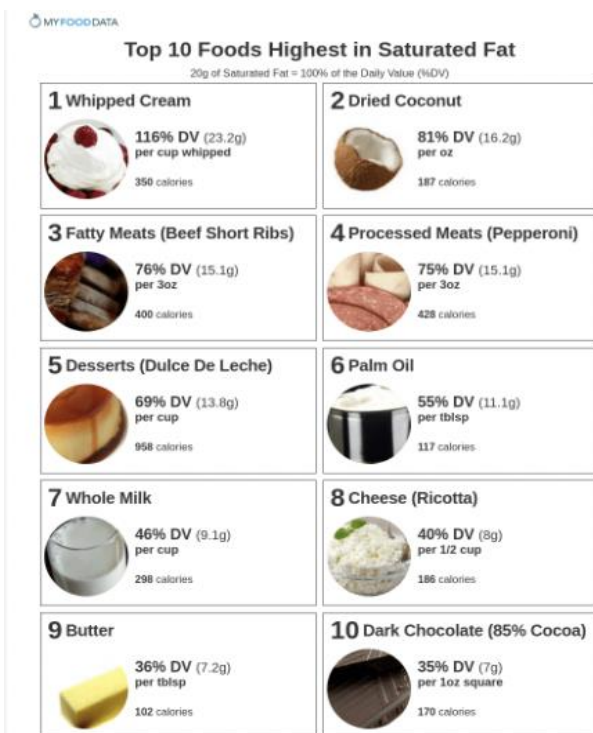 MYFOODDATA
Top 10 Foods Highest in Saturated Fat
20g of Saturated Fat = 100% of the Daily Value (%DV)
1 Whipped Cream
116% DV (23.2g)
per cup whipped
350 calories
2 Dried Coconut
81% DV (16.2g)
per oz
187 calories
3 Fatty Meats (Beef Short Ribs)
76% DV (15.1g)
per 3oz
400 calories
4 Processed Meats (Pepperoni)
75% DV (15.1g)
per 3oz
428 calories
5 Desserts (Dulce De Leche)
69% DV (13.8g)
per cup
958 calories
6 Palm Oil
55% DV (11.1g)
per tblsp
117 calories
7 Whole Milk
46% DV (9.1g)
per cup
298 calories
8 Cheese (Ricotta)
40% DV (8g)
per 1/2 cup
186 calories
9 Butter
36% DV (7.2g)
per tblsp
102 calories
10 Dark Chocolate (85% Cocoa)
35% DV (7g)
per 1oz square
170 calories